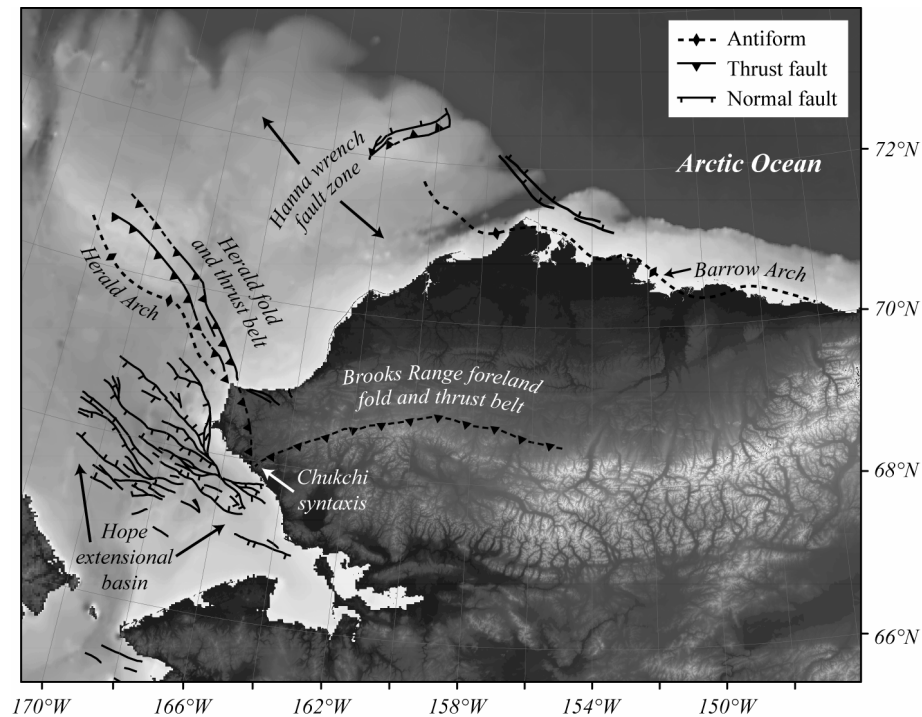 Antiform
Thrust fault
Normal fault
Hanna wrench
fault zone
Arctic Ocean
72°N
Herald fold
and thrust belt
Herald Arch
Barrow Arch
70°N
Brooks Range foreland
fold and thrust belt
Chukchi
syntaxis
68°N
Hope
extensional
basin
66°N
170°W
166°W
162°W
158°W
154°W
150°W